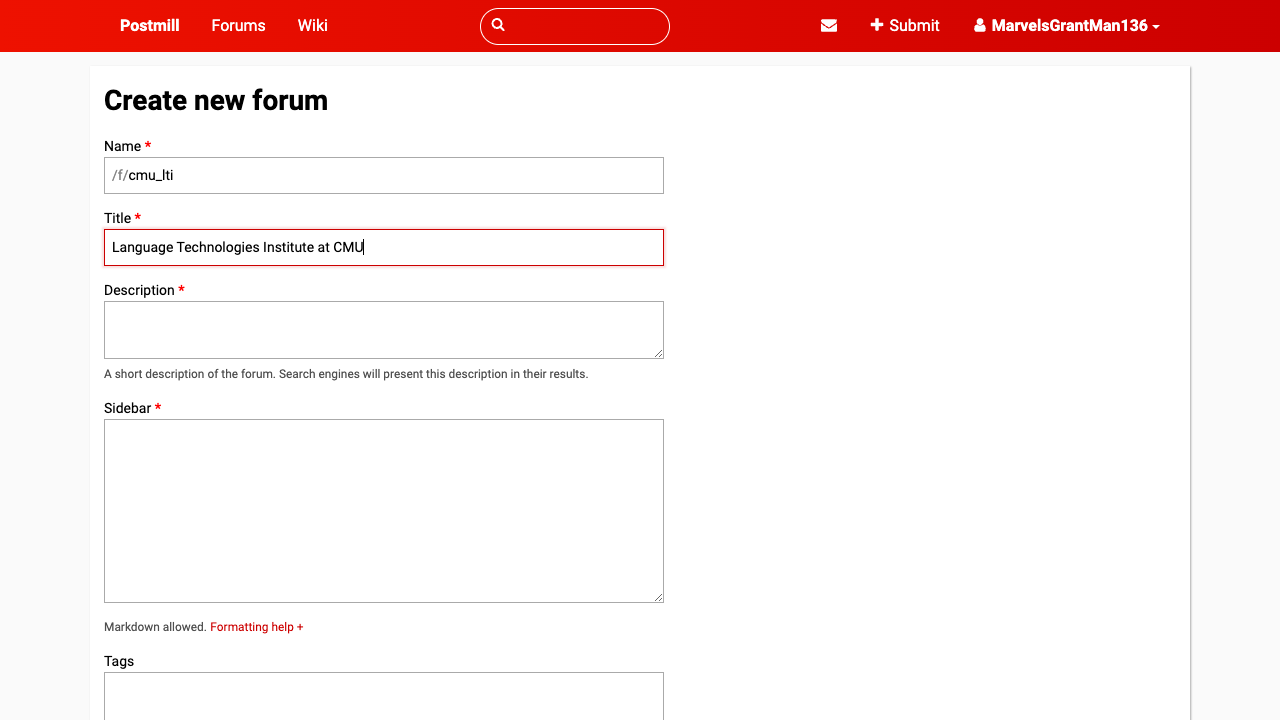 Postmill Forums Wiki Submit MarvelsGrantMan136
Create new forum
Name *
/f/cmu_lti
Title *
Language Technologies Institute at CMU
Description *
A short description of the forum. Search engines will present this description in their results.
Sidebar *
Markdown allowed. Formatting help +
Tags